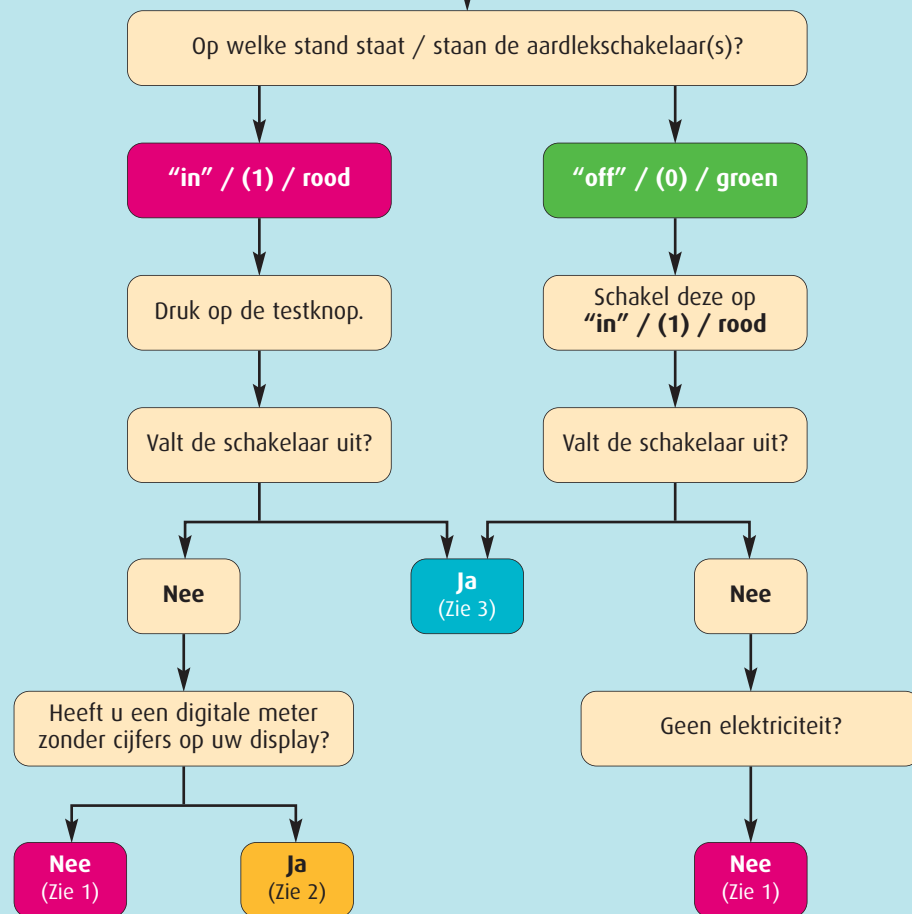 Op welke stand staat / staan de aardlekschakelaar(s)?
“in” / (1) / rood
“off” / (0) / groen
Druk op de testknop.
Schakel deze op
“in” / (1) / rood
Valt de schakelaar uit?
Valt de schakelaar uit?
Nee
Ja
(Zie 3)
Nee
Heeft u een digitale meter
zonder cijfers op uw display?
Geen elektriciteit?
Nee
(Zie 1)
Ja
(Zie 2)
Nee
(Zie 1)